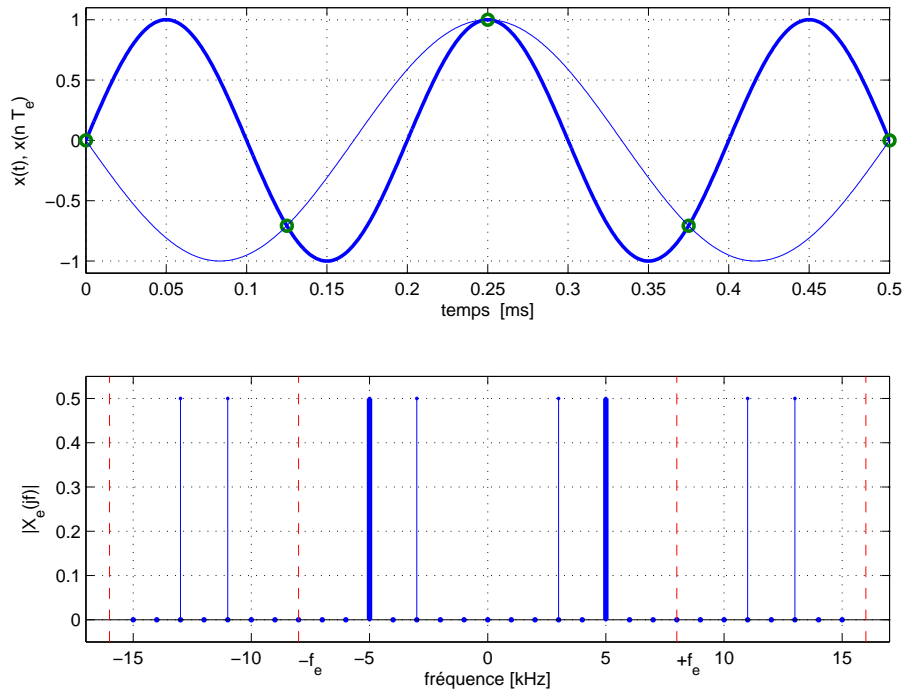 x(t), x(n T_e)
1
0.5
0
−0.5
−1
0 0.05 0.1 0.15 0.2 0.25 0.3 0.35 0.4 0.45 0.5
temps [ms]
|X_e(jf)|
0.5
0.4
0.3
0.2
0.1
0
−15 −10 −f_e −5 0 5 +f_e 10 15
fréquence [kHz]